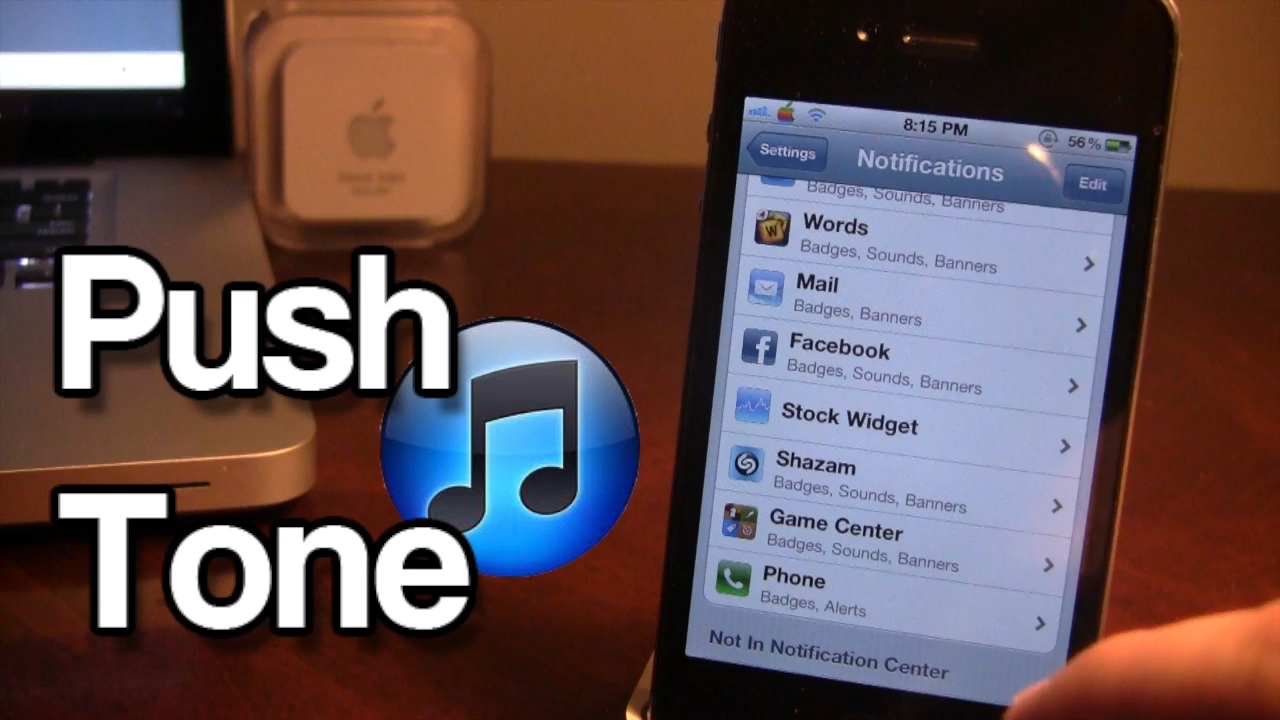 Push
Tone
8:15 PM
56%
Settings
Notifications
Edit
Badges, Sounds, Banners
Words
Badges, Sounds, Banners
Mail
Badges, Banners
Facebook
Badges, Sounds, Banners
Stock Widget
Shazam
Badges, Sounds, Banners
Game Center
Badges, Sounds, Banners
Phone
Badges, Alerts
Not In Notification Center